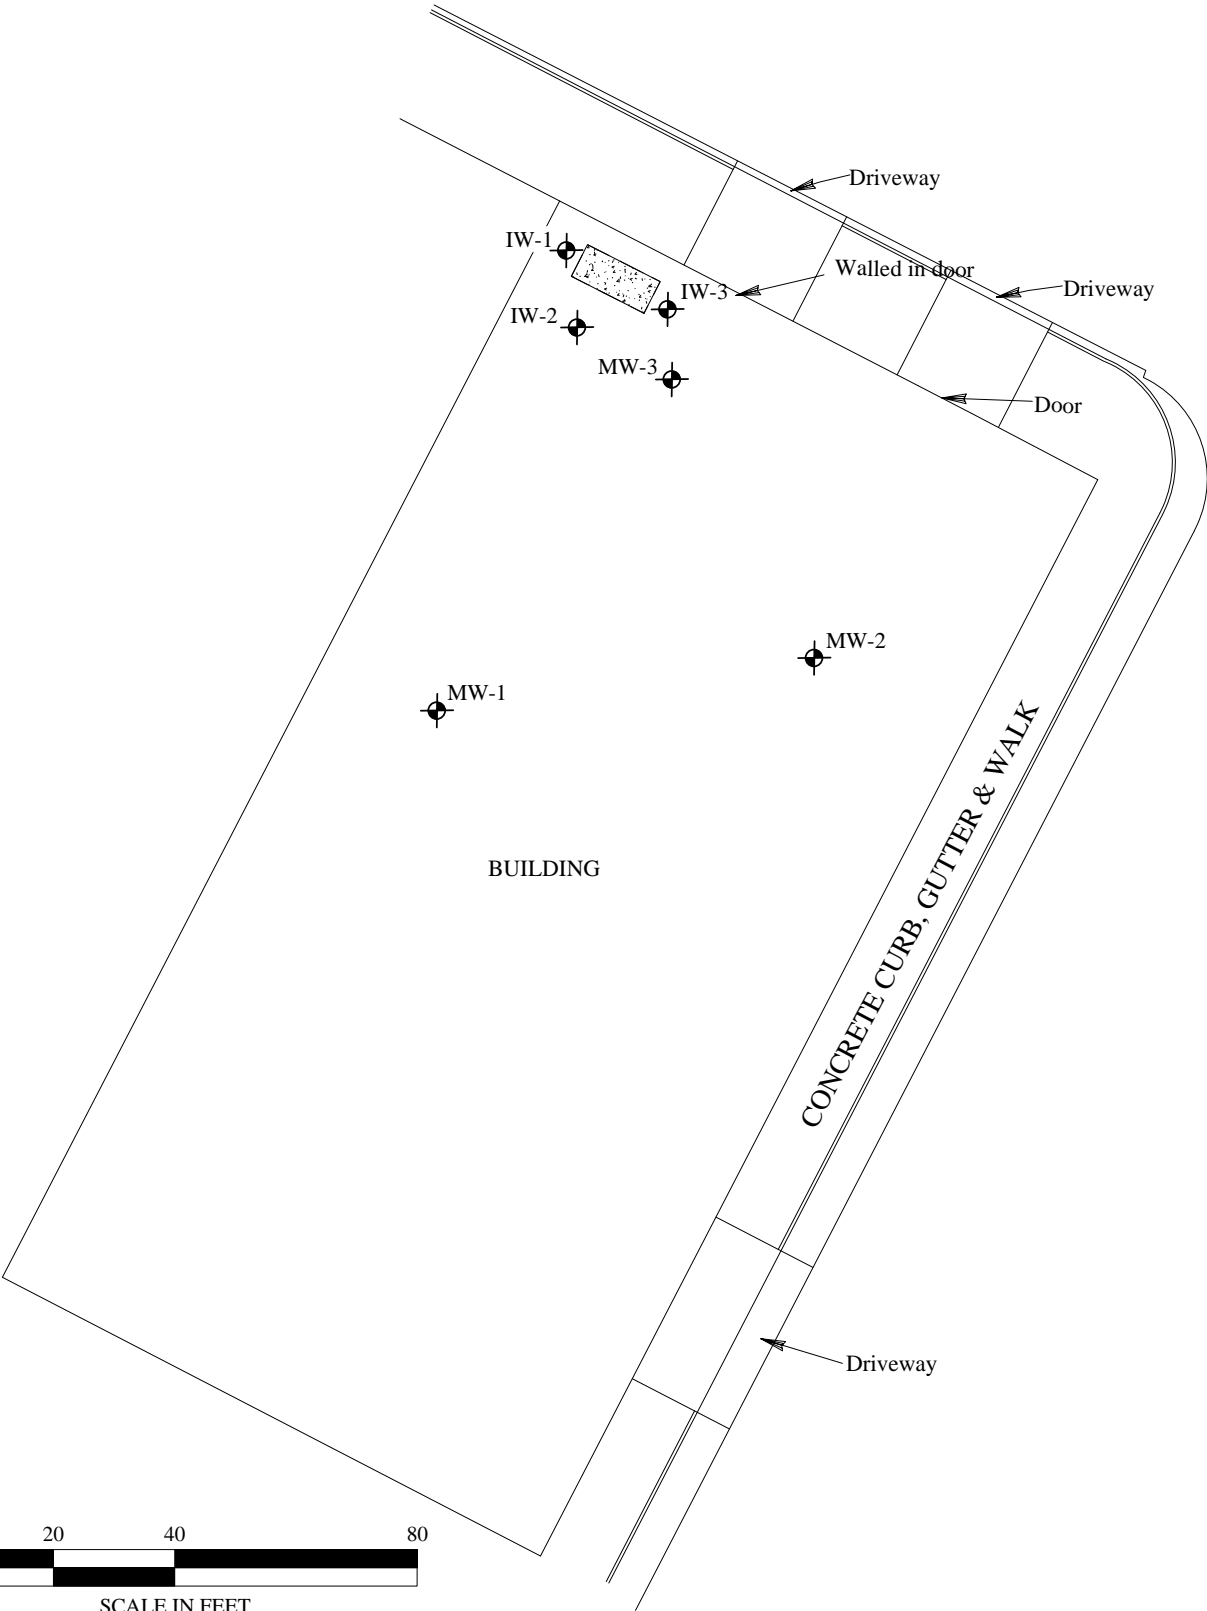 Driveway
IW-1
Walled in door
Driveway
IW-3
IW-2
MW-3
Door
MW-2
MW-1
CONCRETE CURB, GUTTER & WALK
BUILDING
Driveway
20 40 80
SCALE IN FEET